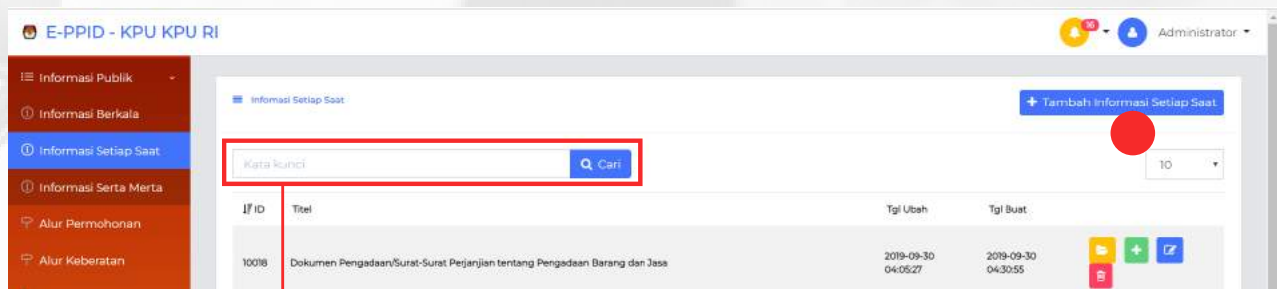 E-PPID - KPU KPU RI
16
Administrator
Informasi Publik
Informasi Berkala
Informasi Setiap Saat
Informasi Serta Merta
Alur Permohonan
Alur Keberatan
Infomasi Setiap Saat
+ Tambah Informasi Setiap Saat
Kata kunci
Cari
10
ID Titel Tgl Ubah Tgl Buat
10018 Dokumen Pengadaan/Surat-Surat Perjanjian tentang Pengadaan Barang dan Jasa 2019-09-30 2019-09-30
04:05:27 04:30:55